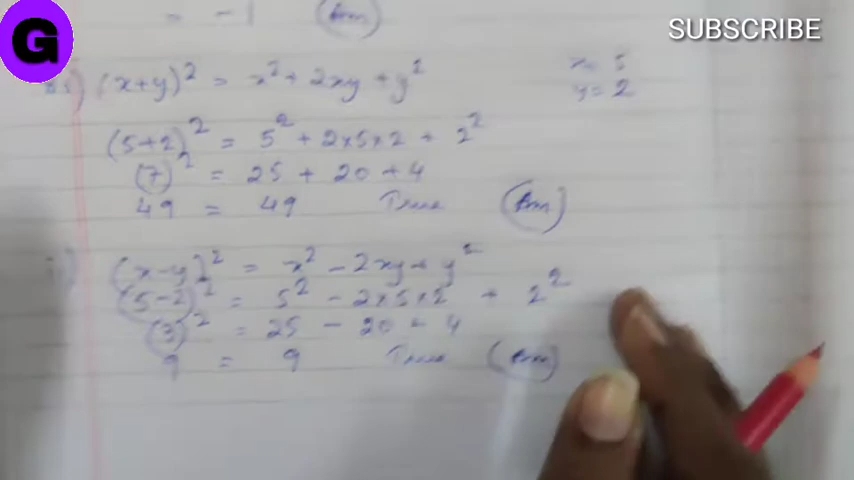 G
SUBSCRIBE
= -1 (Ans)
(x+y)² = x² + 2xy + y²
x = 5
y = 2
(5+2)² = 5² + 2×5×2 + 2²
(7)² = 25 + 20 + 4
49 = 49 True (Ans)
(x-y)² = x² - 2xy + y²
(5-2)² = 5² - 2×5×2 + 2²
(3)² = 25 - 20 + 4
9 = 9 True (Ans)